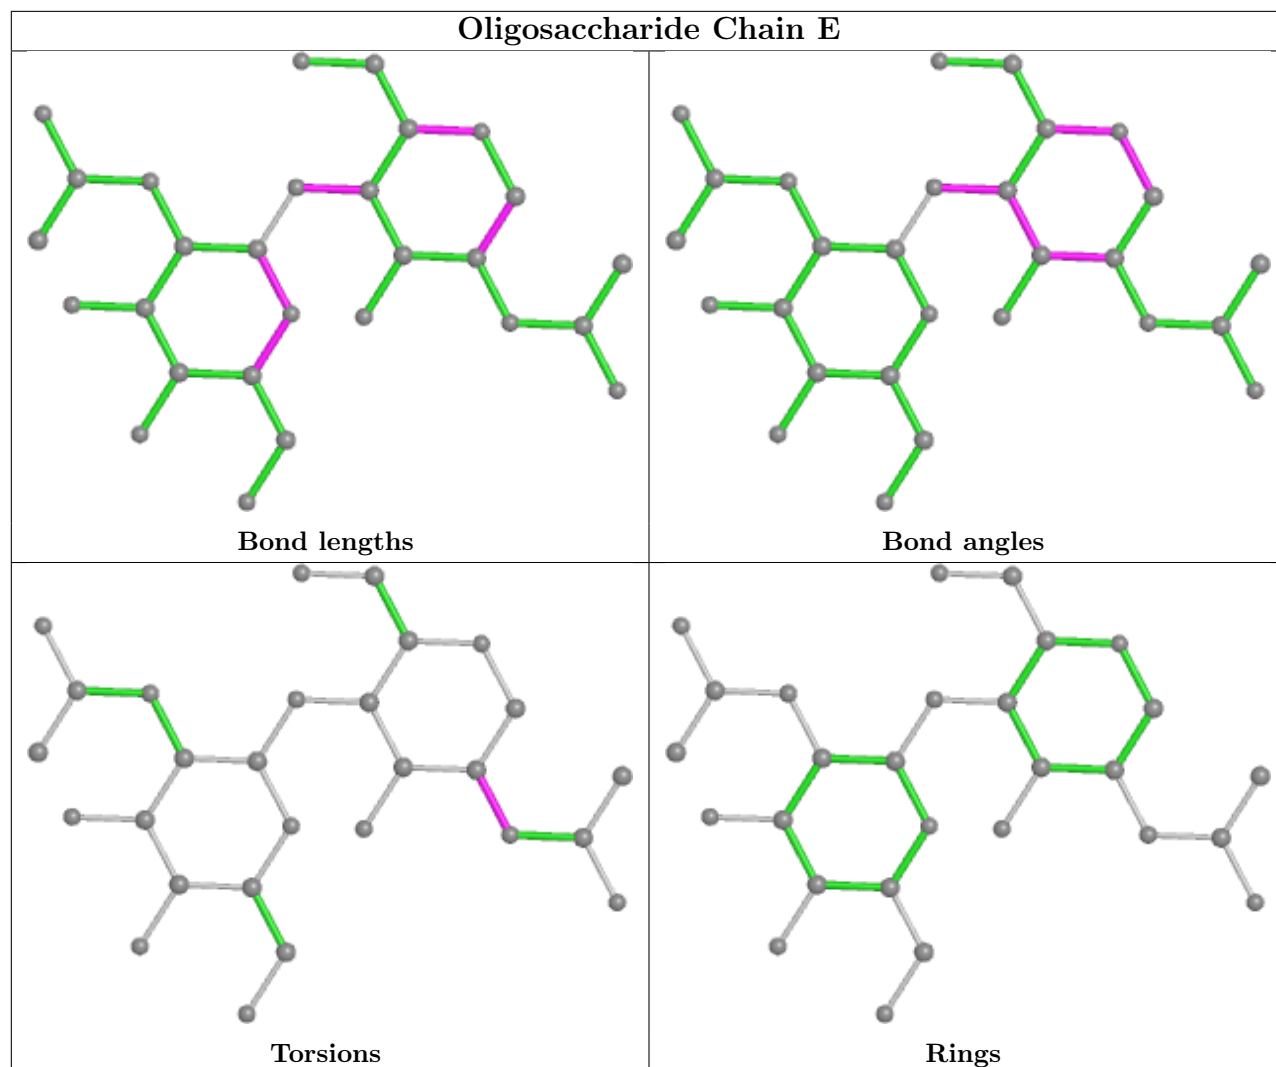 Oligosaccharide Chain E
Bond lengths
Bond angles
Torsions
Rings